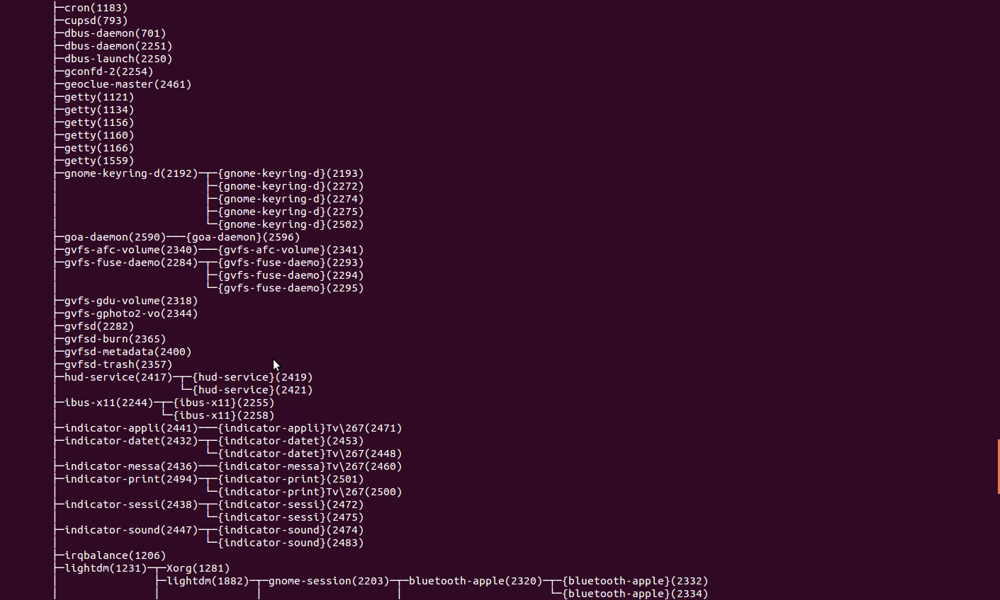 ├─cron(1183)
├─cupsd(793)
├─dbus-daemon(701)
├─dbus-daemon(2251)
├─dbus-launch(2250)
├─gconfd-2(2254)
├─geoclue-master(2461)
├─getty(1121)
├─getty(1134)
├─getty(1156)
├─getty(1160)
├─getty(1166)
├─getty(1559)
├─gnome-keyring-d(2192)─┬─{gnome-keyring-d}(2193)
│                       ├─{gnome-keyring-d}(2272)
│                       ├─{gnome-keyring-d}(2274)
│                       ├─{gnome-keyring-d}(2275)
│                       └─{gnome-keyring-d}(2502)
├─goa-daemon(2590)───{goa-daemon}(2596)
├─gvfs-afc-volume(2340)───{gvfs-afc-volume}(2341)
├─gvfs-fuse-daemo(2284)─┬─{gvfs-fuse-daemo}(2293)
│                       ├─{gvfs-fuse-daemo}(2294)
│                       └─{gvfs-fuse-daemo}(2295)
├─gvfs-gdu-volume(2318)
├─gvfs-gphoto2-vo(2344)
├─gvfsd(2282)
├─gvfsd-burn(2365)
├─gvfsd-metadata(2400)
├─gvfsd-trash(2357)
├─hud-service(2417)─┬─{hud-service}(2419)
│                   └─{hud-service}(2421)
├─ibus-x11(2244)─┬─{ibus-x11}(2255)
│                └─{ibus-x11}(2258)
├─indicator-appli(2441)───{indicator-appli}Tv\267(2471)
├─indicator-datet(2432)─┬─{indicator-datet}(2453)
│                       └─{indicator-datet}Tv\267(2448)
├─indicator-messa(2436)───{indicator-messa}Tv\267(2460)
├─indicator-print(2494)─┬─{indicator-print}(2501)
│                       └─{indicator-print}Tv\267(2500)
├─indicator-sessi(2438)─┬─{indicator-sessi}(2472)
│                       └─{indicator-sessi}(2475)
├─indicator-sound(2447)─┬─{indicator-sound}(2474)
│                       └─{indicator-sound}(2483)
├─irqbalance(1206)
├─lightdm(1231)─┬─Xorg(1281)
│               ├─lightdm(1882)─┬─gnome-session(2203)─┬─bluetooth-apple(2320)─┬─{bluetooth-apple}(2332)
│               │               │                     │                       └─{bluetooth-apple}(2334)